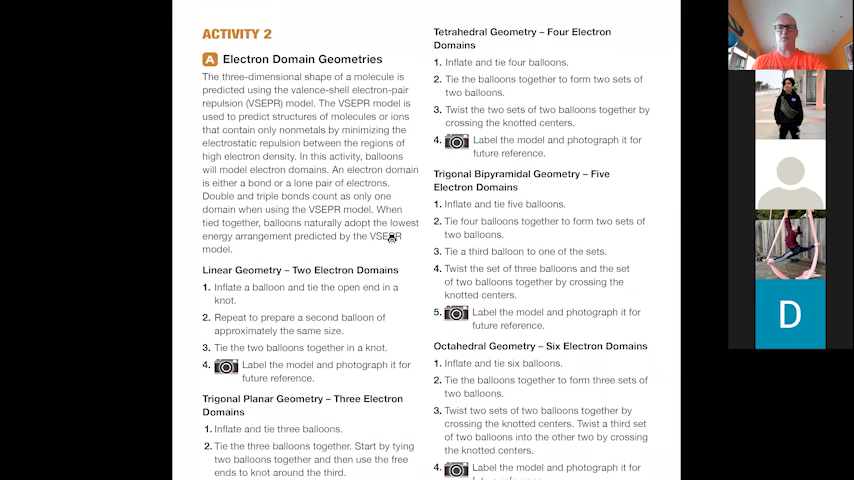 ACTIVITY 2
A Electron Domain Geometries
The three-dimensional shape of a molecule is
predicted using the valence-shell electron-pair
repulsion (VSEPR) model. The VSEPR model is
used to predict structures of molecules or ions
that contain only nonmetals by minimizing the
electrostatic repulsion between the regions of
high electron density. In this activity, balloons
will model electron domains. An electron domain
is either a bond or a lone pair of electrons.
Double and triple bonds count as only one
domain when using the VSEPR model. When
tied together, balloons naturally adopt the lowest
energy arrangement predicted by the VSEPR
model.
Linear Geometry – Two Electron Domains
1. Inflate a balloon and tie the open end in a
knot.
2. Repeat to prepare a second balloon of
approximately the same size.
3. Tie the two balloons together in a knot.
4. Label the model and photograph it for
future reference.
Trigonal Planar Geometry – Three Electron
Domains
1. Inflate and tie three balloons.
2. Tie the three balloons together. Start by tying
two balloons together and then use the free
ends to knot around the third.
Tetrahedral Geometry – Four Electron
Domains
1. Inflate and tie four balloons.
2. Tie the balloons together to form two sets of
two balloons.
3. Twist the two sets of two balloons together by
crossing the knotted centers.
4. Label the model and photograph it for
future reference.
Trigonal Bipyramidal Geometry – Five
Electron Domains
1. Inflate and tie five balloons.
2. Tie four balloons together to form two sets of
two balloons.
3. Tie a third balloon to one of the sets.
4. Twist the set of three balloons and the set
of two balloons together by crossing the
knotted centers.
5. Label the model and photograph it for
future reference.
Octahedral Geometry – Six Electron Domains
1. Inflate and tie six balloons.
2. Tie the balloons together to form three sets of
two balloons.
3. Twist two sets of two balloons together by
crossing the knotted centers. Twist a third set
of two balloons into the other two by crossing
the knotted centers.
4. Label the model and photograph it for
D